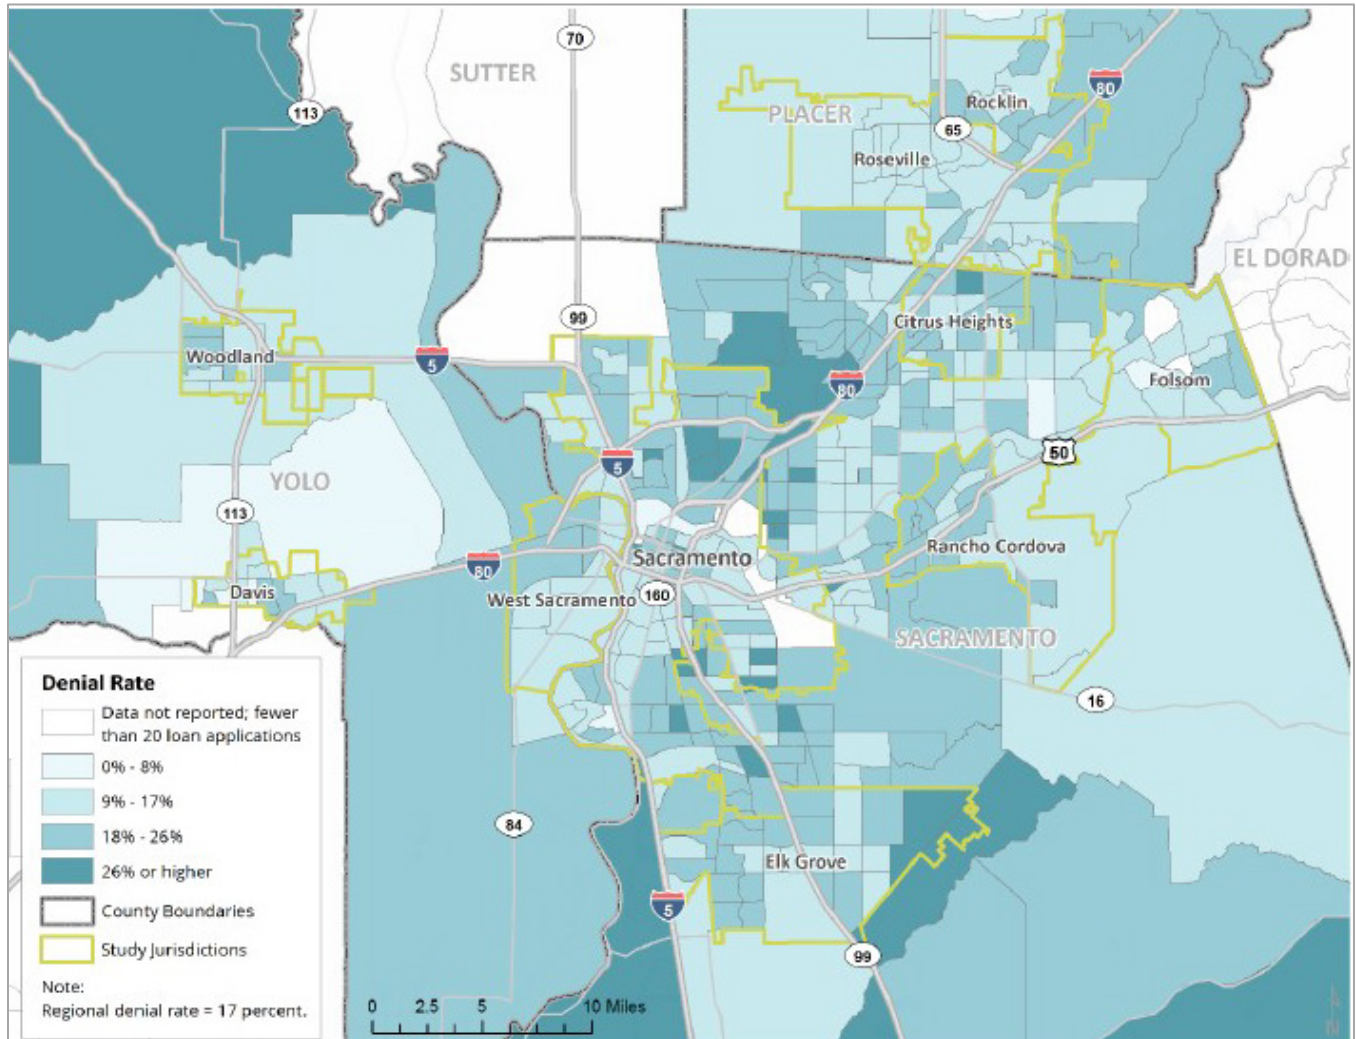 70
SUTTER
80
113
Rocklin
PLACER
65
Roseville
EL DORAD
99
Citrus Heights
Woodland
5
80
Folsom
50
5
YOLO
113
Rancho Cordova
Sacramento
80
Davis
West Sacramento
160
SACRAMENTO
16
84
Elk Grove
5
99
Denial Rate
Data not reported; fewer
than 20 loan applications
0% - 8%
9% - 17%
18% - 26%
26% or higher
County Boundaries
Study Jurisdictions
Note:
Regional denial rate = 17 percent.
0 2.5 5 10 Miles
N